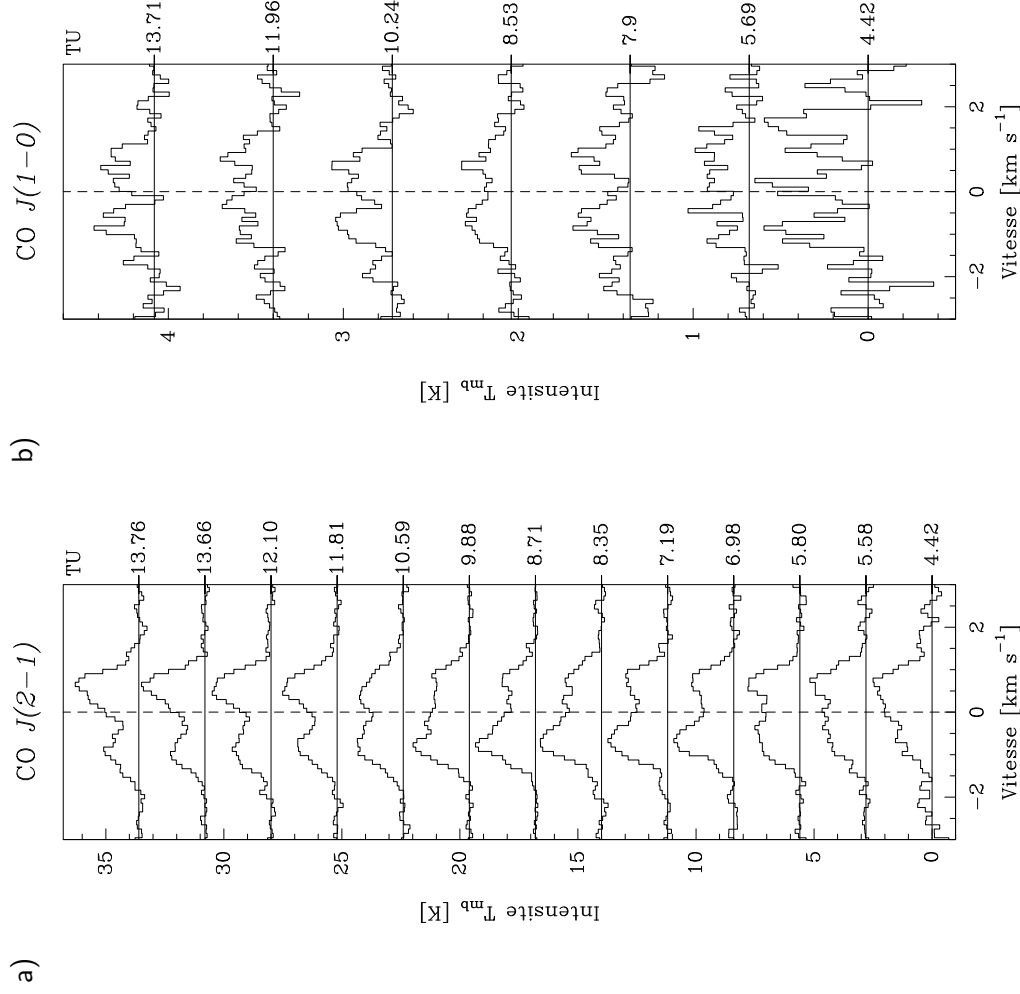 a)
CO J(2−1)
TU
13.76
13.66
12.10
11.81
10.59
9.88
8.71
8.35
7.19
6.98
5.80
5.58
4.42
35
30
25
20
15
10
5
0
Intensite Tmb [K]
−2 0 2
Vitesse [km s−1]
b)
CO J(1−0)
TU
13.71
11.96
10.24
8.53
7.9
5.69
4.42
4
3
2
1
0
Intensite Tmb [K]
−2 0 2
Vitesse [km s−1]